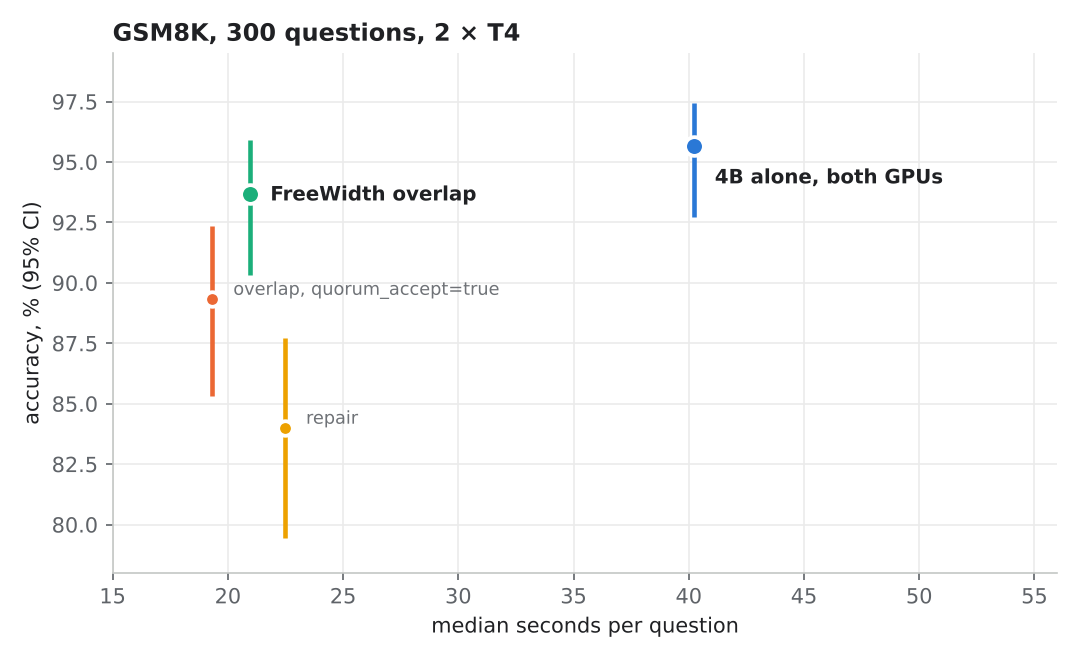 GSM8K, 300 questions, 2 × T4
accuracy, % (95% CI)
97.5
95.0
92.5
90.0
87.5
85.0
82.5
80.0
4B alone, both GPUs
FreeWidth overlap
overlap, quorum_accept=true
repair
15 20 25 30 35 40 45 50 55
median seconds per question